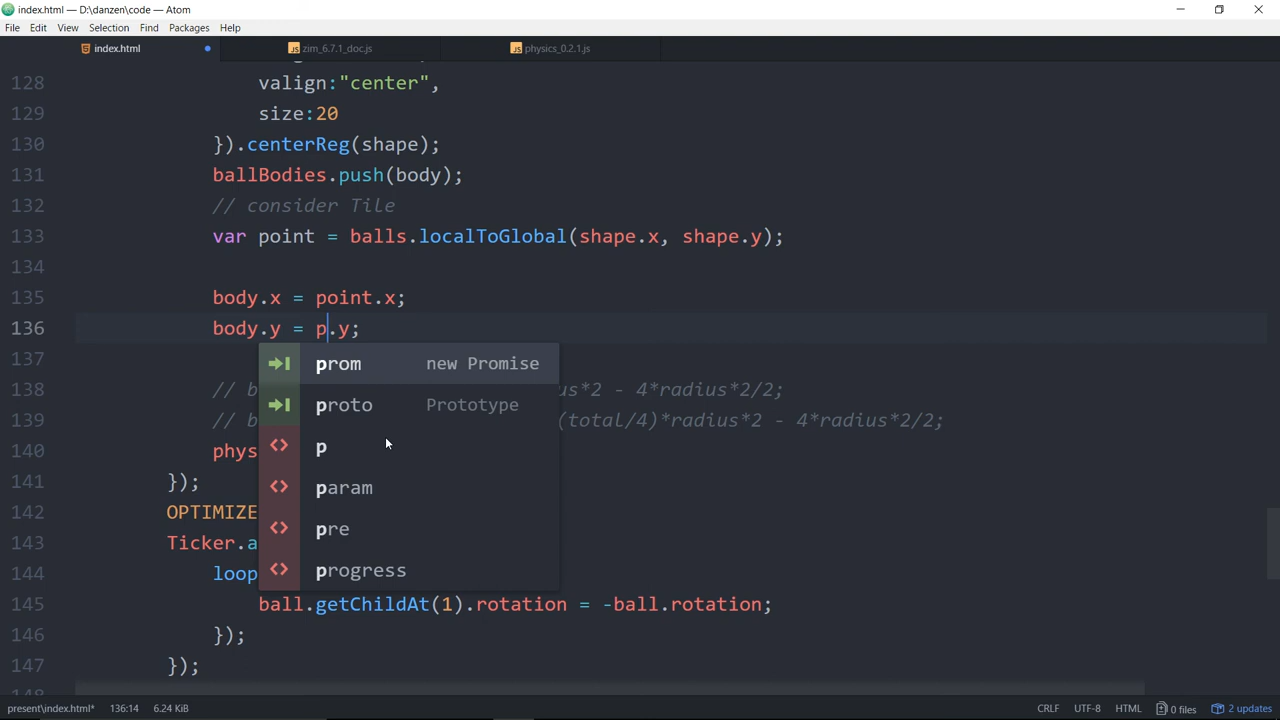 index.html — D:\danzen\code — Atom
File Edit View Selection Find Packages Help
index.html
JS zim_6.7.1_doc.js
JS physics_0.2.1.js
128 valign:"center",
129 size:20
130 }).centerReg(shape);
131 ballBodies.push(body);
132 // consider Tile
133 var point = balls.localToGlobal(shape.x, shape.y);
134
135 body.x = point.x;
136 body.y = p.y;
137
prom new Promise
138 // b ius*2 - 4*radius*2/2;
proto Prototype
139 // b (total/4)*radius*2 - 4*radius*2/2;
140 phys
<> p
141 });
<> param
142 OPTIMIZE
<> pre
143 Ticker.a
144 loop
<> progress
145 ball.getChildAt(1).rotation = -ball.rotation;
146 });
147 });
148
present\index.html* 136:14 6.24 KiB CRLF UTF-8 HTML 0 files 2 updates